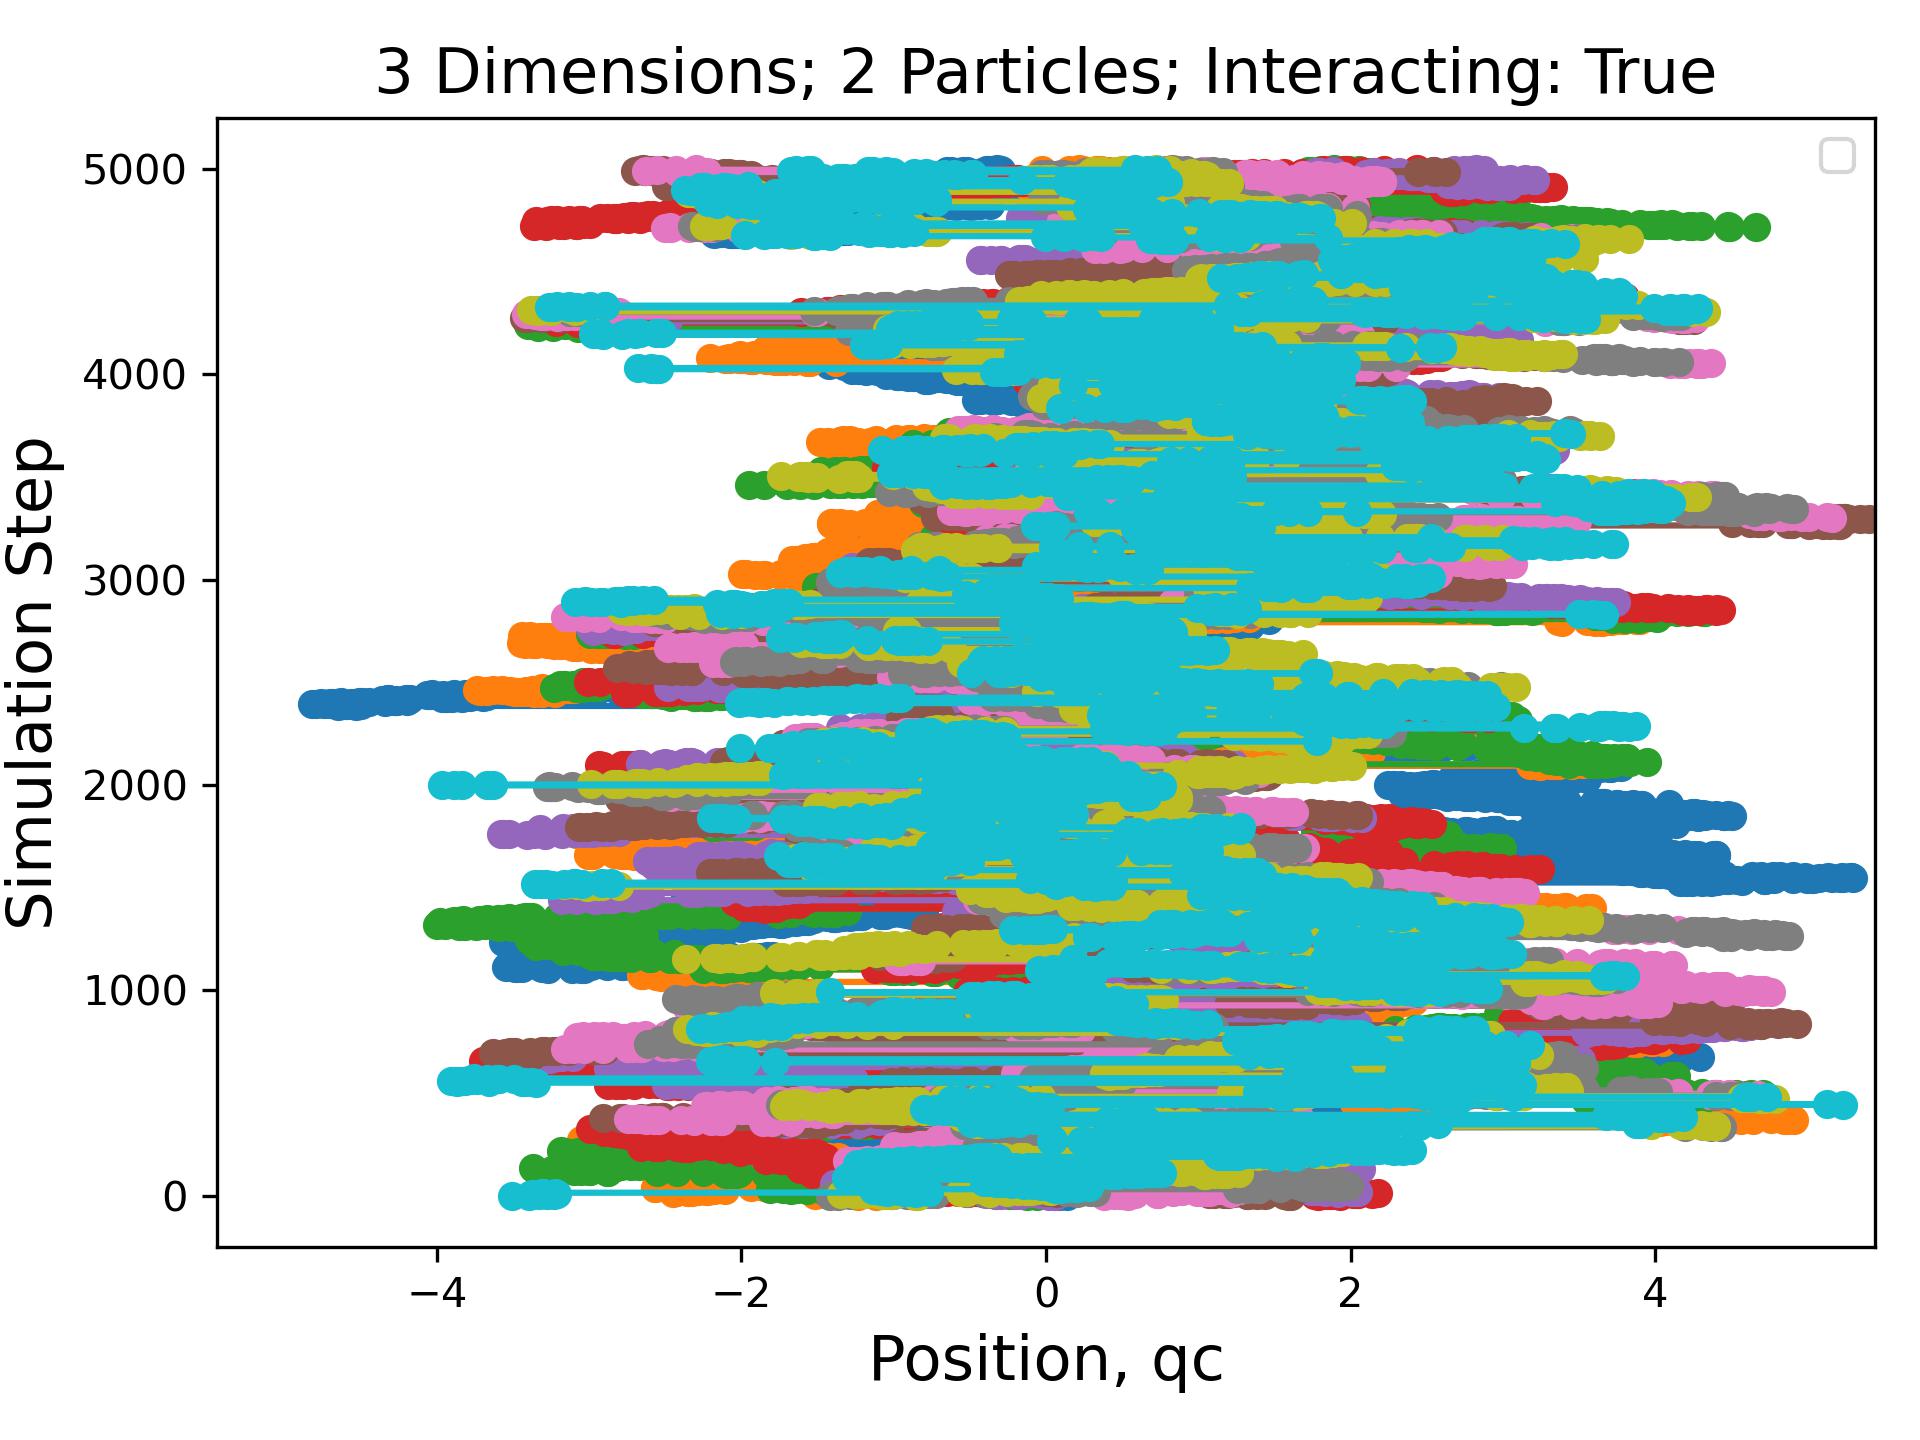 3 Dimensions; 2 Particles; Interacting: True
Simulation Step
5000
4000
3000
2000
1000
0
−4 −2 0 2 4
Position, qc